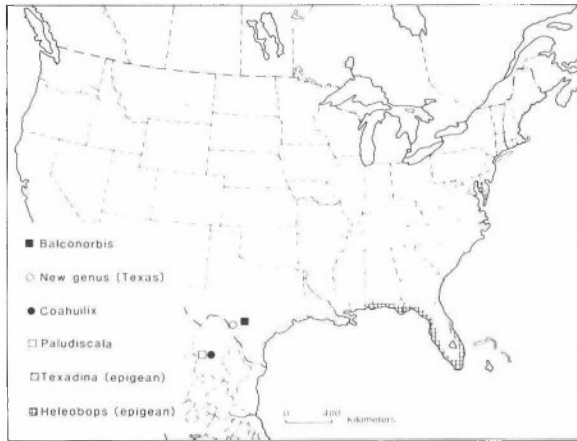 Balconorbis
New genus (Texas)
Coahuilix
Paludiscala
Texadina (epigean)
Heleobops (epigean)
0 400
Kilometers